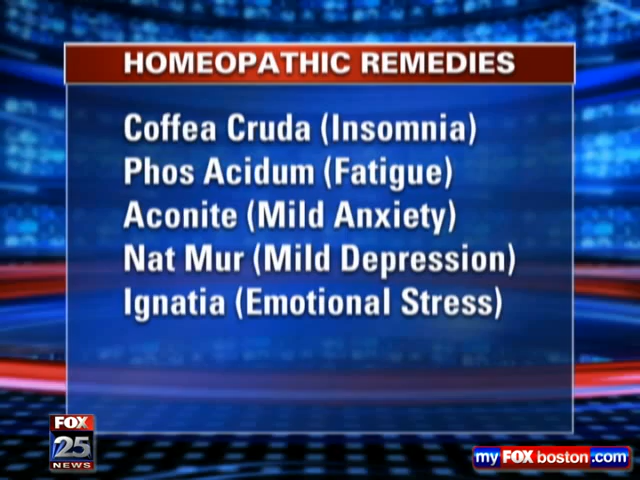 HOMEOPATHIC REMEDIES
Coffea Cruda (Insomnia)
Phos Acidum (Fatigue)
Aconite (Mild Anxiety)
Nat Mur (Mild Depression)
Ignatia (Emotional Stress)
FOX
25
NEWS
myFOXboston.com